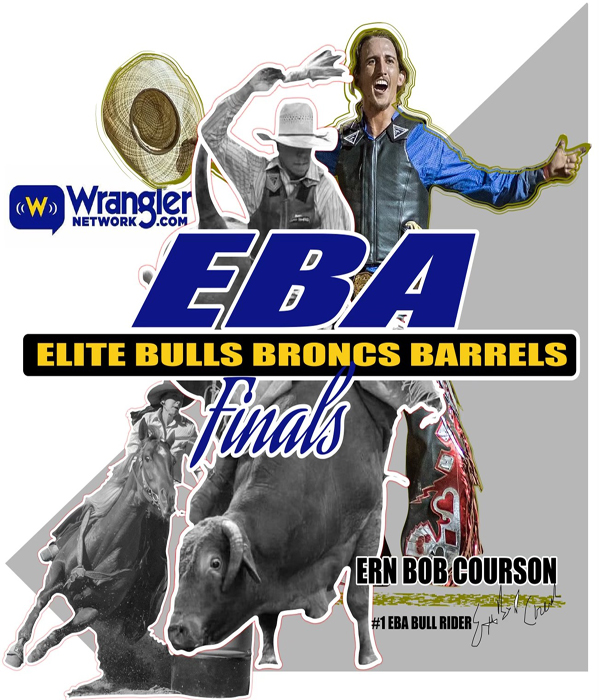 W
Wrangler
NETWORK.COM
EBA
ELITE BULLS BRONCS BARRELS
finals
ERN BOB COURSON
#1 EBA BULL RIDER